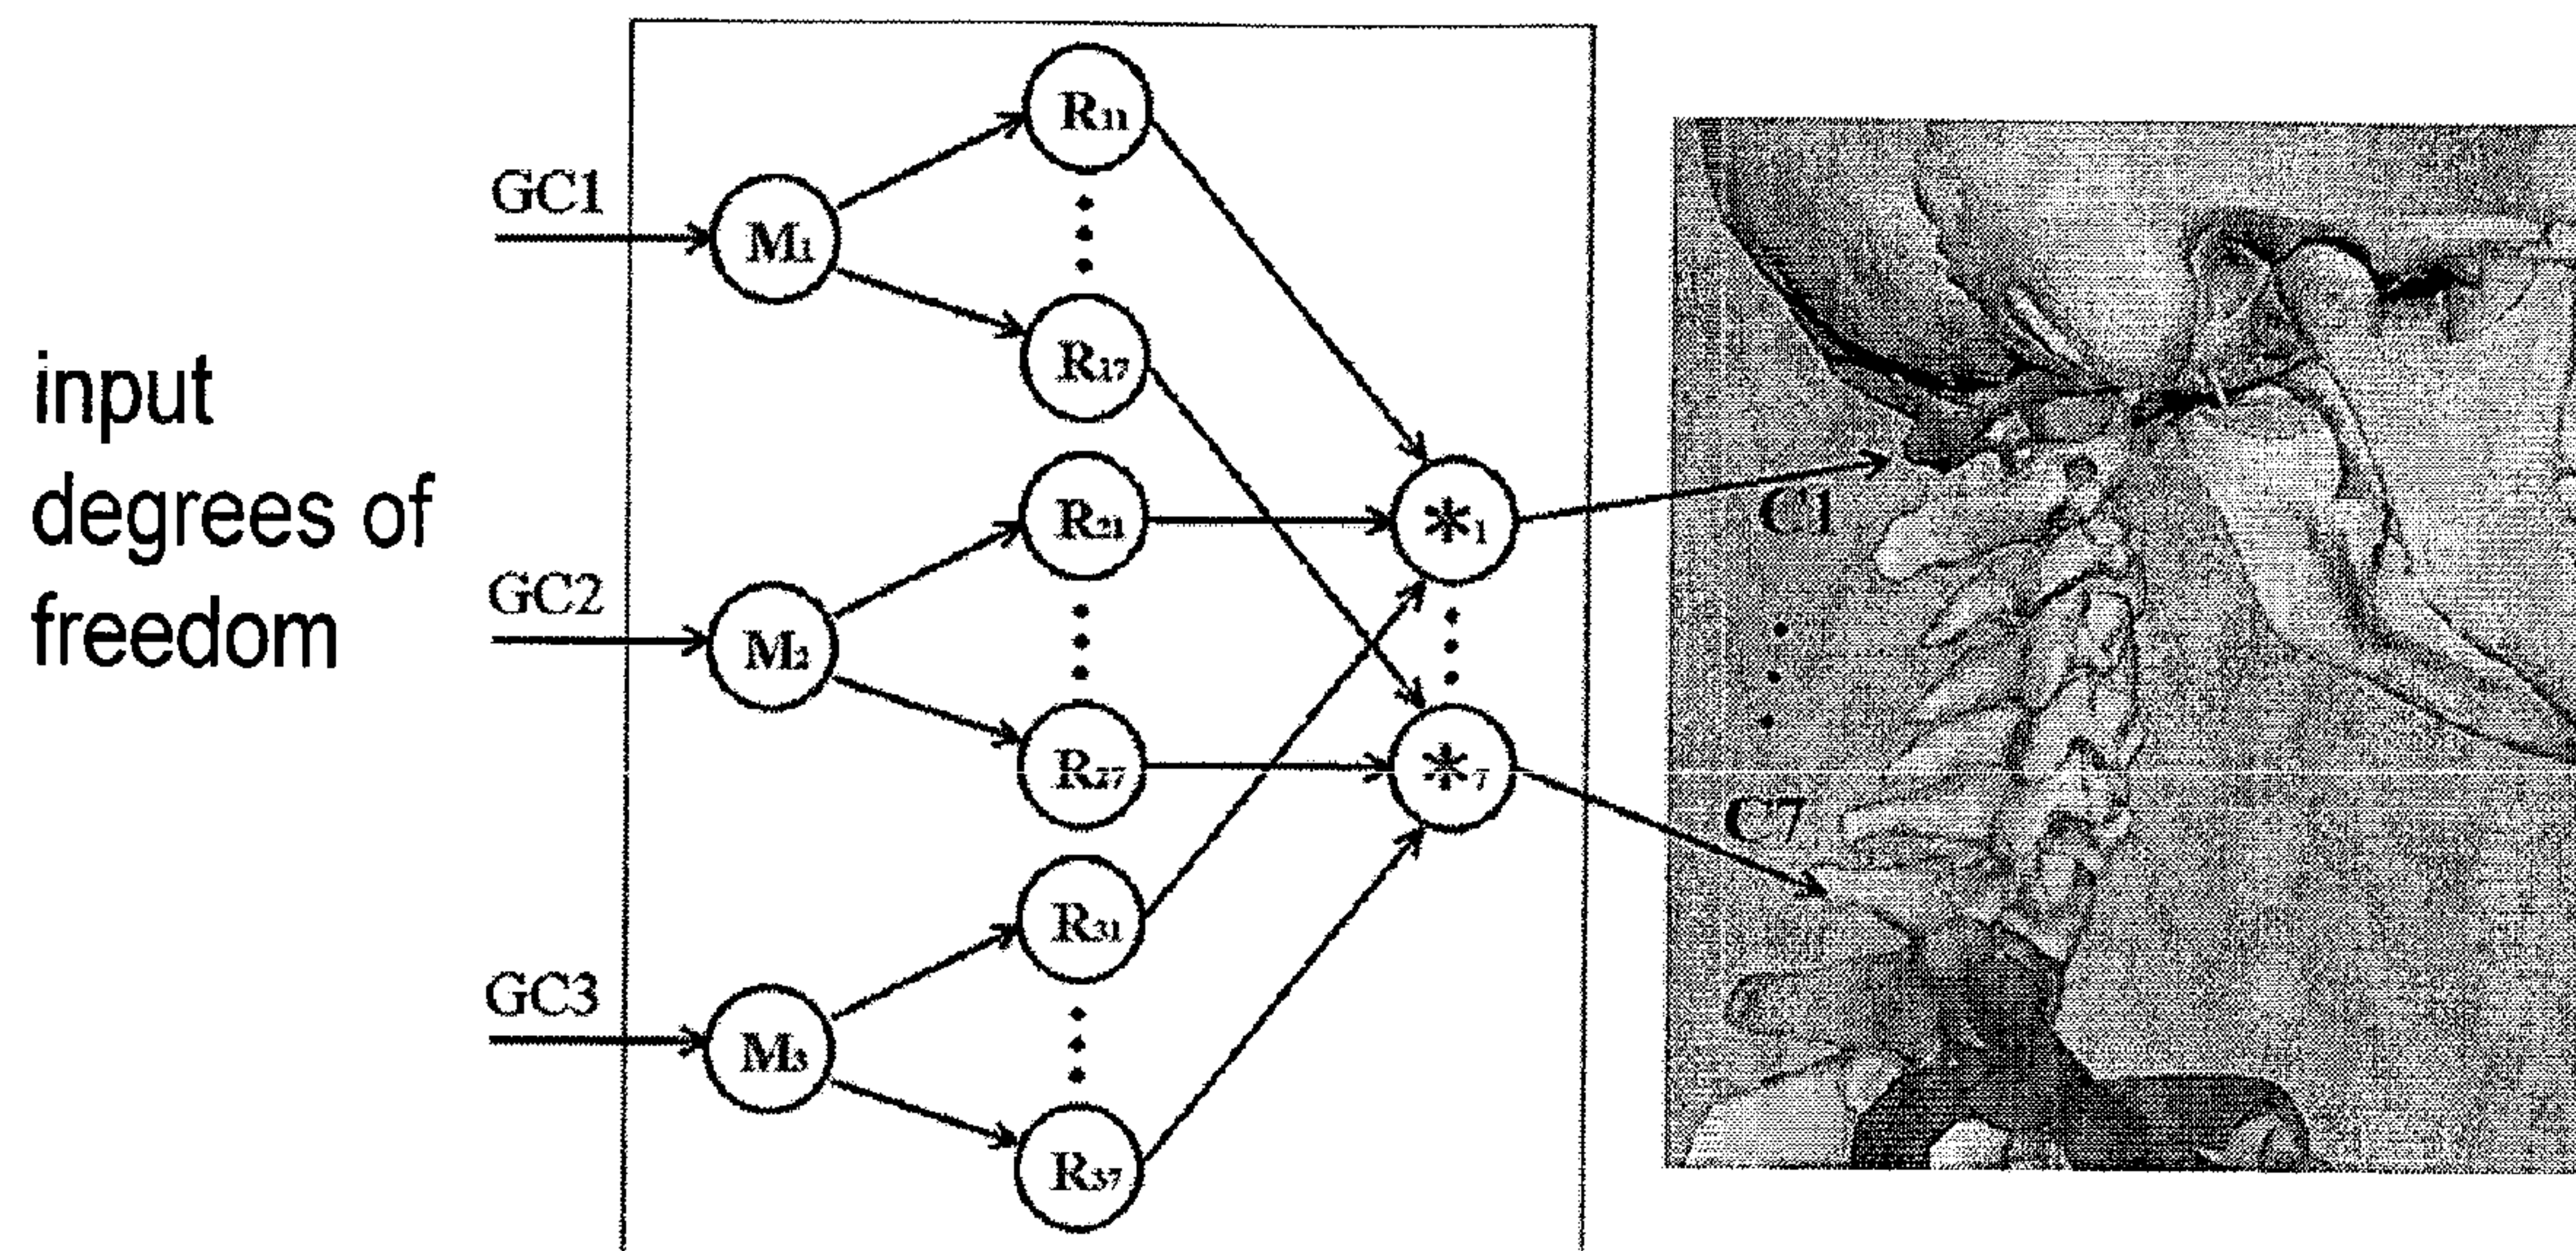 input
degrees of
freedom
GC1
M1
R11
R17
GC2
M2
R21
R27
GC3
M3
R31
R37
*1
*7
C1
C7